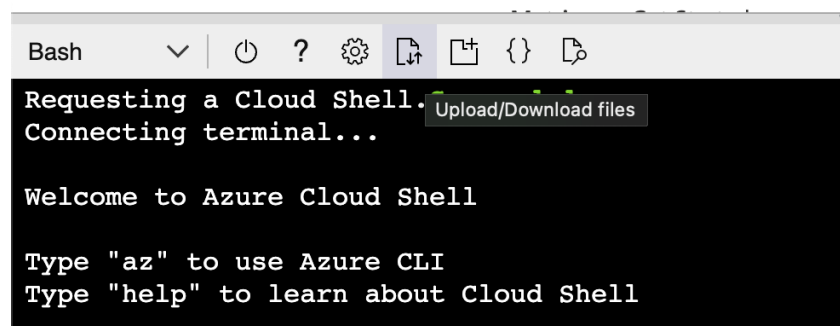 Bash
?
{}
Requesting a Cloud Shell.
Upload/Download files
Connecting terminal...
Welcome to Azure Cloud Shell
Type "az" to use Azure CLI
Type "help" to learn about Cloud Shell